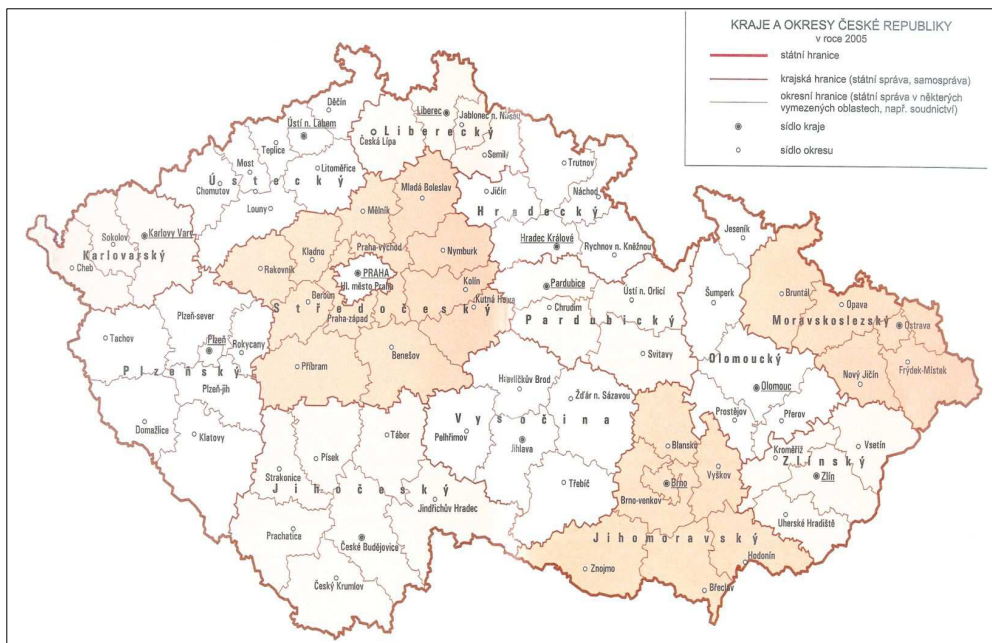 KRAJE A OKRESY ČESKÉ REPUBLIKY
v roce 2005
státní hranice
krajská hranice (státní správa, samospráva)
okresní hranice (státní správa v některých
vymezených oblastech, např. soudnictví)
sídlo kraje
sídlo okresu
Děčín
Ústí n. Labem
Teplice
Most
Chomutov
Litoměřice
Ústecký
Louny
Liberec
Jablonec n. Nisou
Liberecký
Česká Lípa
Semily
Trutnov
Jičín
Náchod
Hradecký
Hradec Králové
Rychnov n. Kněžnou
Mladá Boleslav
Mělník
Kladno
Praha-východ
Nymburk
Rakovník
PRAHA
Hl. město Praha
Kolín
Beroun
Kutná Hora
Středočeský
Praha-západ
Benešov
Příbram
Karlovy Vary
Sokolov
Karlovarský
Cheb
Plzeň-sever
Tachov
Plzeň
Rokycany
Plzeňský
Plzeň-jih
Domažlice
Klatovy
Pardubice
Chrudim
Ústí n. Orlicí
Pardubický
Svitavy
Jeseník
Šumperk
Olomoucký
Olomouc
Prostějov
Přerov
Bruntál
Opava
Moravskoslezský
Ostrava
Nový Jičín
Frýdek-Místek
Havlíčkův Brod
Žďár n. Sázavou
Vysočina
Pelhřimov
Jihlava
Třebíč
Tábor
Písek
Strakonice
Jihočeský
Jindřichův Hradec
Prachatice
České Budějovice
Český Krumlov
Blansko
Vyškov
Brno
Brno-venkov
Jihomoravský
Znojmo
Hodonín
Břeclav
Kroměříž
Vsetín
Zlínský
Zlín
Uherské Hradiště